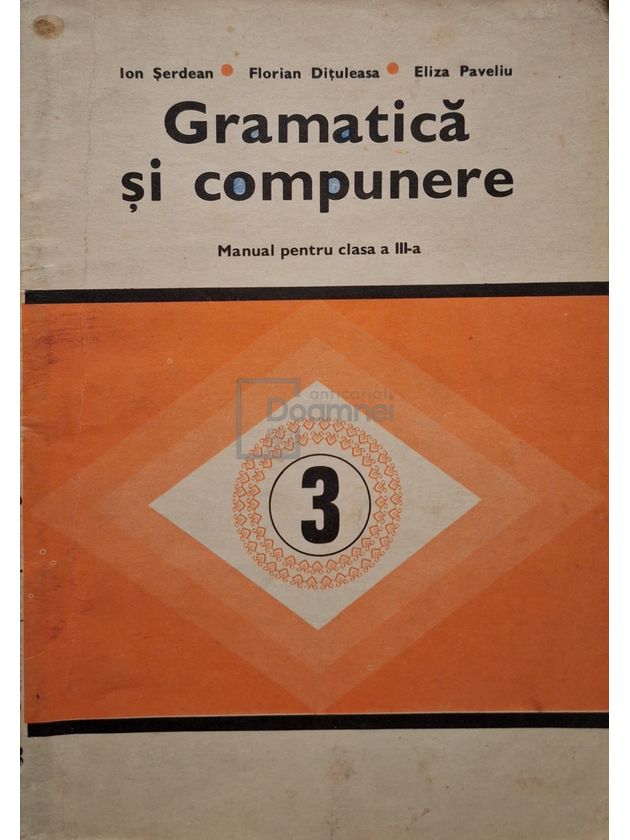 Ion Șerdean • Florian Dițuleasa • Eliza Paveliu
Gramatică
și compunere
Manual pentru clasa a III-a
anticariat
Doamnei
3